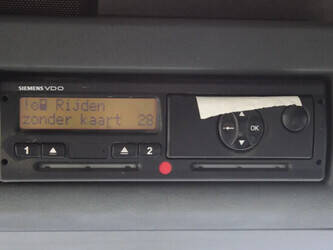 SIEMENS VDO
! Rijden
zonder kaart 28
OK
1 2